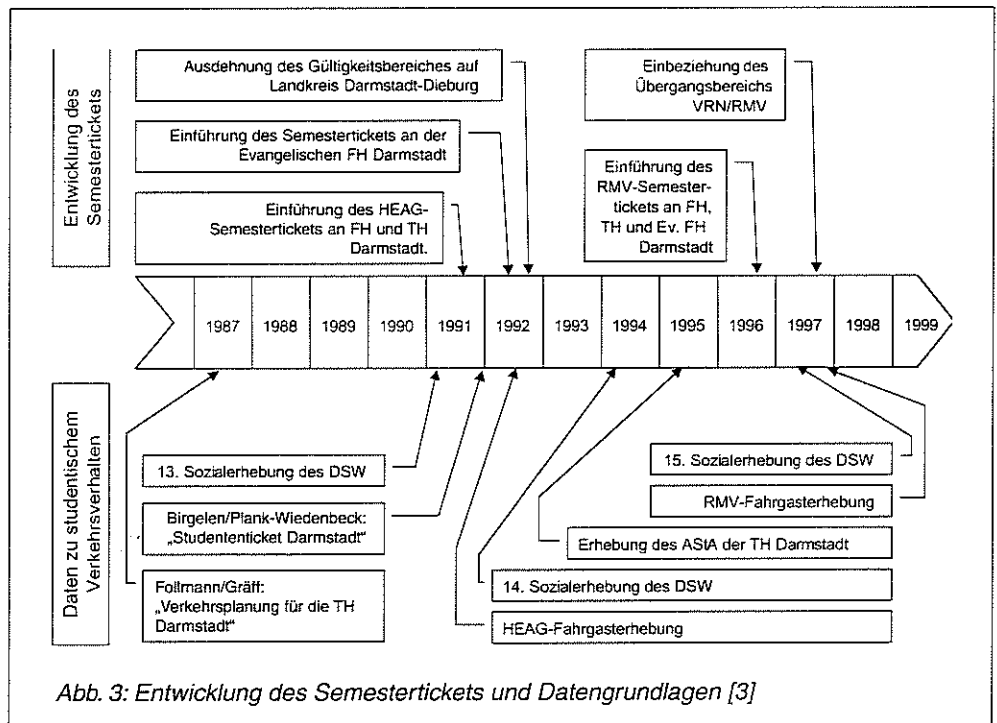 Entwicklung des
Semestertickets
Ausdehnung des Gültigkeitsbereiches auf
Landkreis Darmstadt-Dieburg
Einführung des Semestertickets an der
Evangelischen FH Darmstadt
Einführung des HEAG-
Semestertickets an FH und TH
Darmstadt.
Einbeziehung des
Übergangsbereichs
VRN/RMV
Einführung des
RMV-Semester-
tickets an FH,
TH und Ev. FH
Darmstadt
1987 1988 1989 1990 1991 1992 1993 1994 1995 1996 1997 1998 1999
Daten zu studentischem
Verkehrsverhalten
13. Sozialerhebung des DSW
Birgelen/Plank-Wiedenbeck:
„Studententicket Darmstadt“
Follmann/Gräff:
„Verkehrsplanung für die TH
Darmstadt“
15. Sozialerhebung des DSW
RMV-Fahrgasterhebung
Erhebung des AStA der TH Darmstadt
14. Sozialerhebung des DSW
HEAG-Fahrgasterhebung
Abb. 3: Entwicklung des Semestertickets und Datengrundlagen [3]